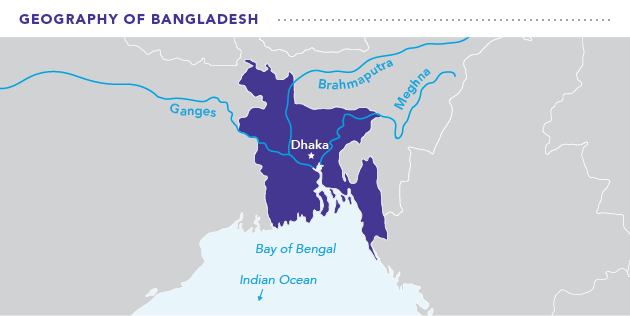 GEOGRAPHY OF BANGLADESH
Brahmaputra
Meghna
Ganges
Dhaka
Bay of Bengal
Indian Ocean